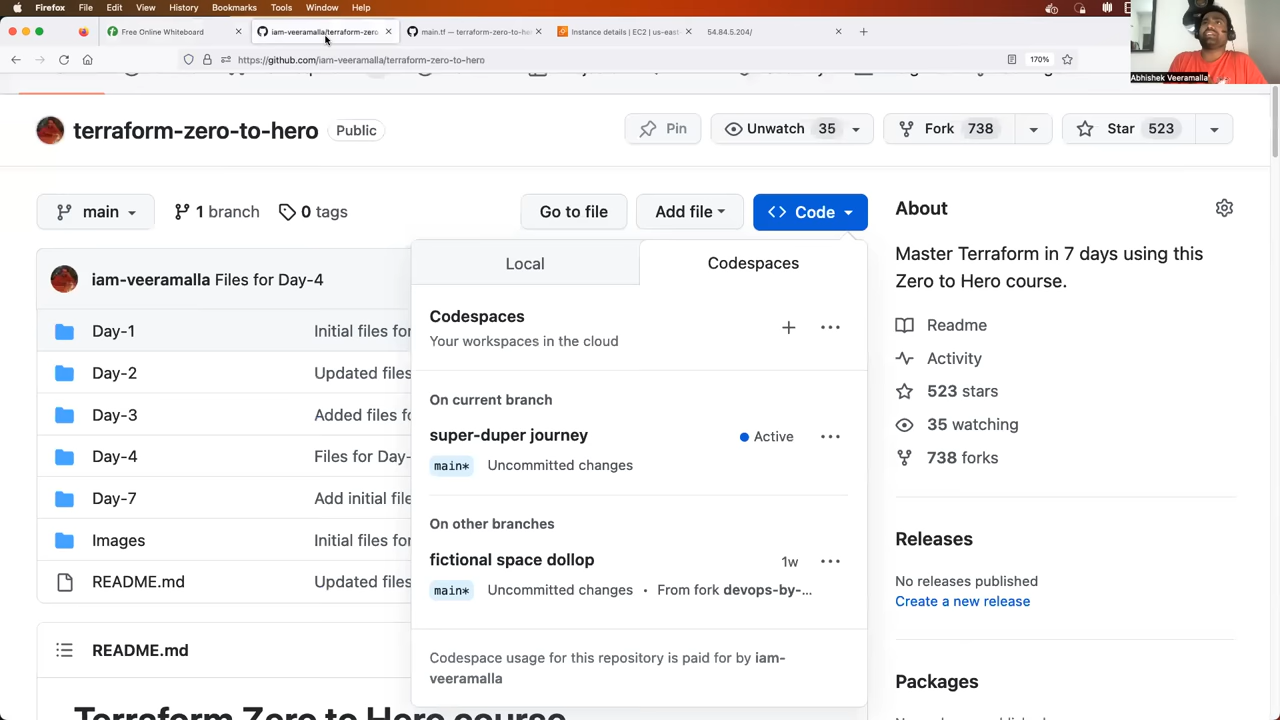 Firefox File Edit View History Bookmarks Tools Window Help
Free Online Whiteboard
iam-veeramalla/terraform-zero
main.tf — terraform-zero-to-he
Instance details | EC2 | us-east-
54.84.5.204/
https://github.com/iam-veeramalla/terraform-zero-to-hero
170%
Abhishek Veeramalla
terraform-zero-to-hero Public
Pin
Unwatch 35
Fork 738
Star 523
main
1 branch
0 tags
Go to file
Add file
<> Code
Local
Codespaces
Codespaces
Your workspaces in the cloud
On current branch
super-duper journey
Active
main* Uncommitted changes
On other branches
fictional space dollop
1w
main* Uncommitted changes • From fork devops-by-...
Codespace usage for this repository is paid for by iam-
veeramalla
iam-veeramalla Files for Day-4
Day-1 Initial files for
Day-2 Updated files
Day-3 Added files fo
Day-4 Files for Day-
Day-7 Add initial file
Images Initial files for
README.md Updated files
README.md
Terraform Zero to Hero course
About
Master Terraform in 7 days using this
Zero to Hero course.
Readme
Activity
523 stars
35 watching
738 forks
Releases
No releases published
Create a new release
Packages